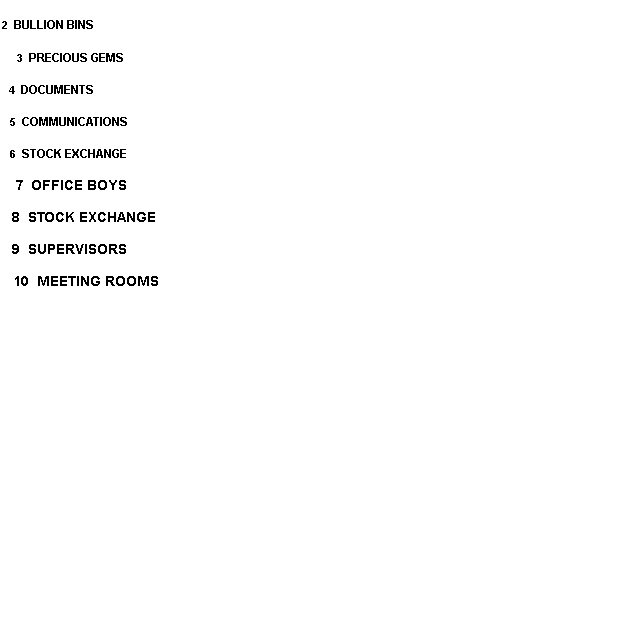 2 BULLION BINS
3 PRECIOUS GEMS
4 DOCUMENTS
5 COMMUNICATIONS
6 STOCK EXCHANGE
7 OFFICE BOYS
8 STOCK EXCHANGE
9 SUPERVISORS
10 MEETING ROOMS